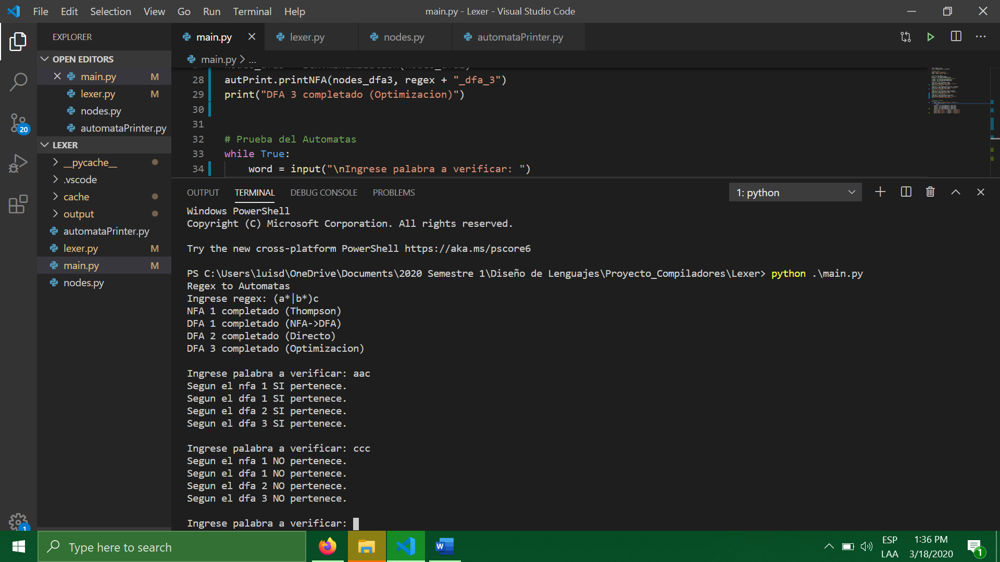 File Edit Selection View Go Run Terminal Help
main.py - Lexer - Visual Studio Code
EXPLORER
OPEN EDITORS
main.py M
lexer.py M
nodes.py
automataPrinter.py
LEXER
__pycache__
.vscode
cache
output
automataPrinter.py
lexer.py M
main.py M
nodes.py
20
1
main.py lexer.py nodes.py automataPrinter.py
main.py > ...
28 autPrint.printNFA(nodes_dfa3, regex + "_dfa_3")
29 print("DFA 3 completado (Optimizacion)")
30
31
32 # Prueba del Automatas
33 while True:
34 word = input("\nIngrese palabra a verificar: ")
OUTPUT TERMINAL DEBUG CONSOLE PROBLEMS
1: python
Windows PowerShell
Copyright (C) Microsoft Corporation. All rights reserved.
Try the new cross-platform PowerShell https://aka.ms/pscore6
PS C:\Users\luisd\OneDrive\Documents\2020 Semestre 1\Diseño de Lenguajes\Proyecto_Compiladores\Lexer> python .\main.py
Regex to Automatas
Ingrese regex: (a*|b*)c
NFA 1 completado (Thompson)
DFA 1 completado (NFA->DFA)
DFA 2 completado (Directo)
DFA 3 completado (Optimizacion)
Ingrese palabra a verificar: aac
Segun el nfa 1 SI pertenece.
Segun el dfa 1 SI pertenece.
Segun el dfa 2 SI pertenece.
Segun el dfa 3 SI pertenece.
Ingrese palabra a verificar: ccc
Segun el nfa 1 NO pertenece.
Segun el dfa 1 NO pertenece.
Segun el dfa 2 NO pertenece.
Segun el dfa 3 NO pertenece.
Ingrese palabra a verificar:
Type here to search
W
ESP
LAA
1:36 PM
3/18/2020
1